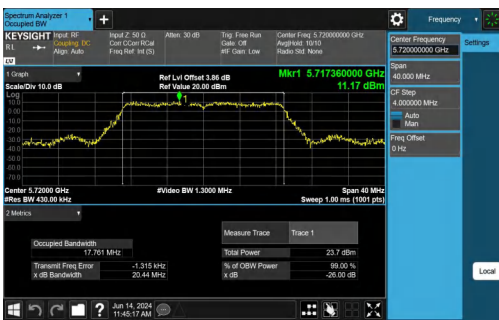 Spectrum Analyzer 1
Occupied BW
Frequency
KEYSIGHT
RL
Input: RF
Coupling: DC
Align: Auto
Input Z: 50 Ω
Corr CCorr RCal
Freq Ref: Int (S)
Atten: 30 dB
Trig: Free Run
Gate: Off
#IF Gain: Low
Center Freq: 5.720000000 GHz
Avg|Hold: 10/10
Radio Std: None
LW
Center Frequency
5.720000000 GHz
Settings
Span
40.000 MHz
CF Step
4.000000 MHz
Auto
Man
Freq Offset
0 Hz
Local
1 Graph
Scale/Div 10.0 dB
Ref Lvl Offset 3.86 dB
Ref Value 20.00 dBm
Mkr1 5.717360000 GHz
11.17 dBm
Log
10.0
0.00
-10.0
-20.0
-30.0
-40.0
-50.0
-60.0
-70.0
1
Center 5.72000 GHz
#Res BW 430.00 kHz
#Video BW 1.3000 MHz
Span 40 MHz
Sweep 1.00 ms (1001 pts)
2 Metrics
Measure Trace
Trace 1
Occupied Bandwidth
17.761 MHz
Total Power
23.7 dBm
Transmit Freq Error
-1.315 kHz
% of OBW Power
99.00 %
x dB Bandwidth
20.44 MHz
x dB
-26.00 dB
Jun 14, 2024
11:45:17 AM